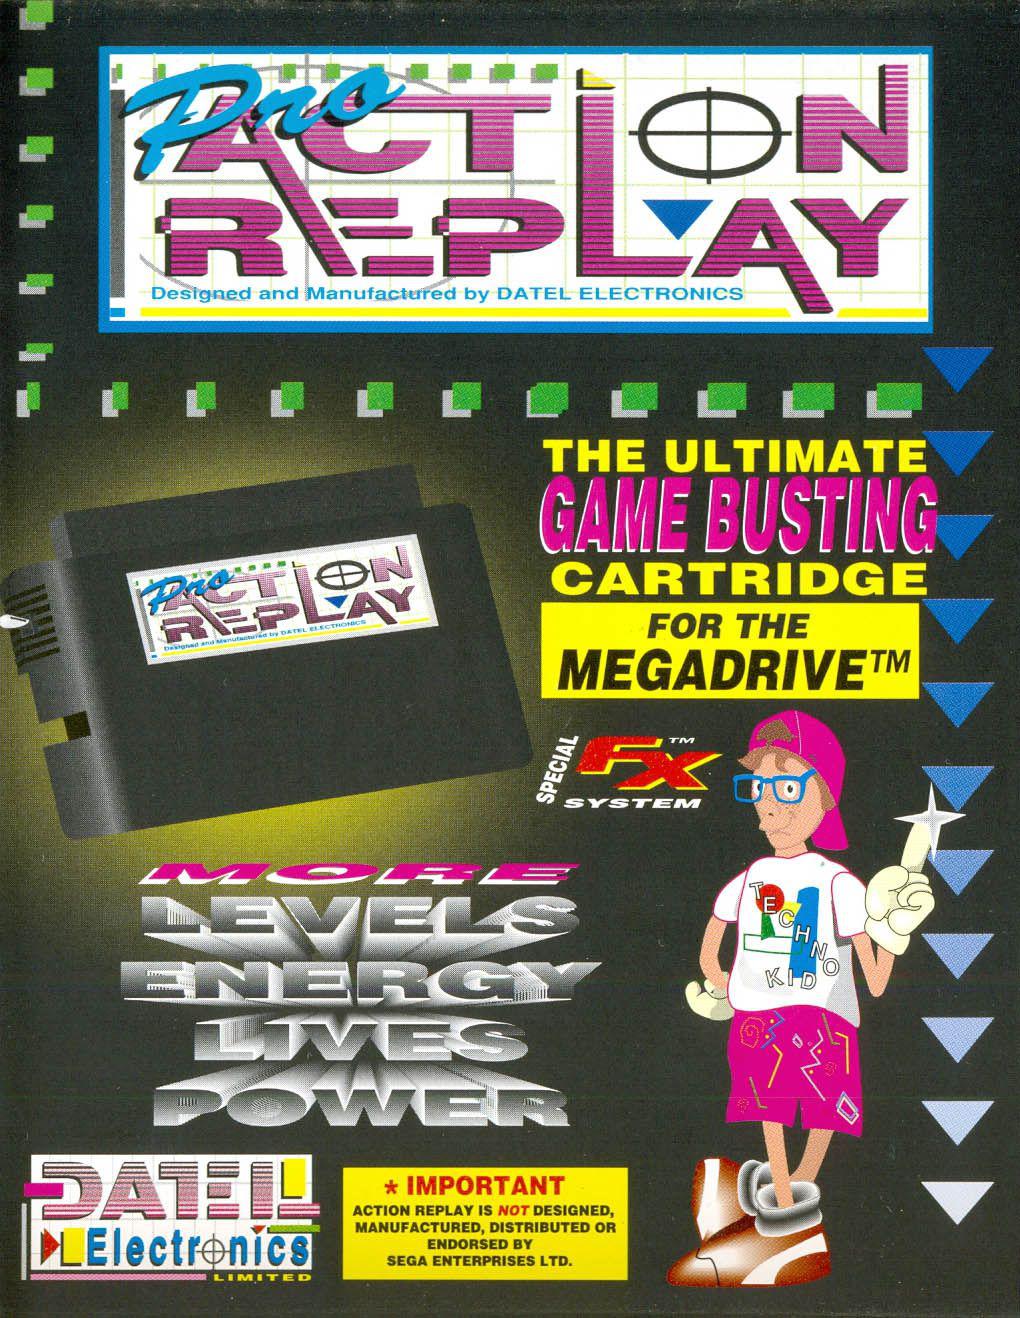 Pro
ACTION
REPLAY
Designed and Manufactured by DATEL ELECTRONICS
THE ULTIMATE
GAME BUSTING
CARTRIDGE
FOR THE
MEGADRIVE™
Pro
ACTION
REPLAY
Designed and Manufactured by DATEL ELECTRONICS
SPECIAL
FX™
SYSTEM
TECHNO
KID
MORE
LEVELS
ENERGY
LIVES
POWER
DATEL
Electronics
LIMITED
* IMPORTANT
ACTION REPLAY IS NOT DESIGNED,
MANUFACTURED, DISTRIBUTED OR
ENDORSED BY
SEGA ENTERPRISES LTD.